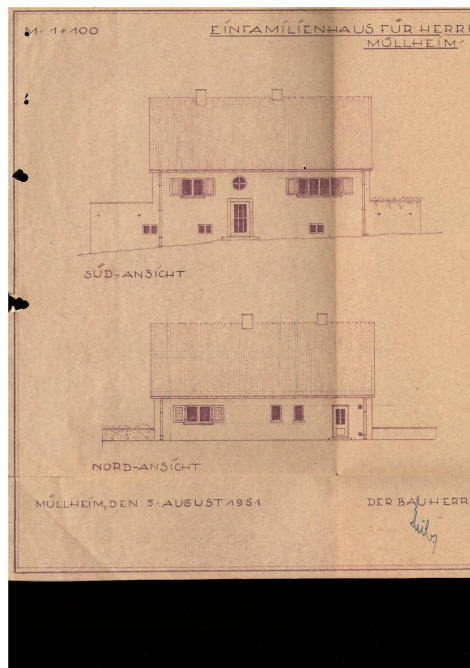 M· 1÷100
EINFAMILIENHAUS FÜR HERR
MÜLLHEIM·
SÜD-ANSICHT
NORD-ANSICHT
MÜLLHEIM, DEN 5·AUGUST 1951
DER BAUHERR